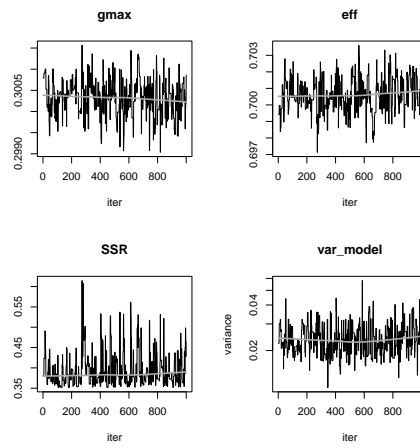 gmax
0.2990 0.3005
0 200 400 600 800
iter
eff
0.697 0.700 0.703
0 200 400 600 800
iter
SSR
0.35 0.45 0.55
0 200 400 600 800
iter
var_model
variance
0.02 0.04
0 200 400 600 800
iter